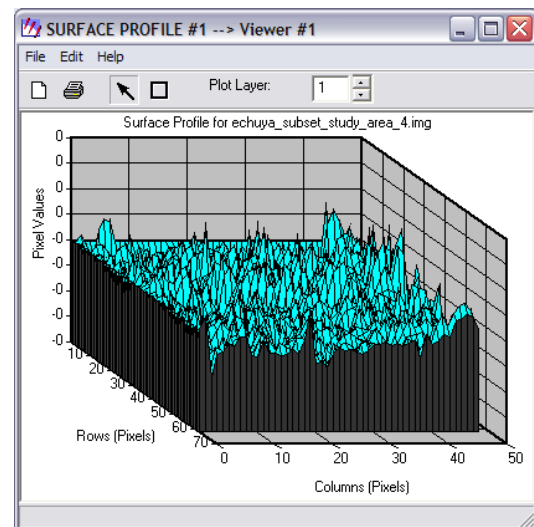 SURFACE PROFILE #1 --> Viewer #1
File Edit Help
Plot Layer: 1
Surface Profile for echuya_subset_study_area_4.img
Pixel Values
0
0
0
0
-0
-0
-0
-0
-0
10
20
30
40
50
60
70
Rows (Pixels)
0 10 20 30 40 50
Columns (Pixels)